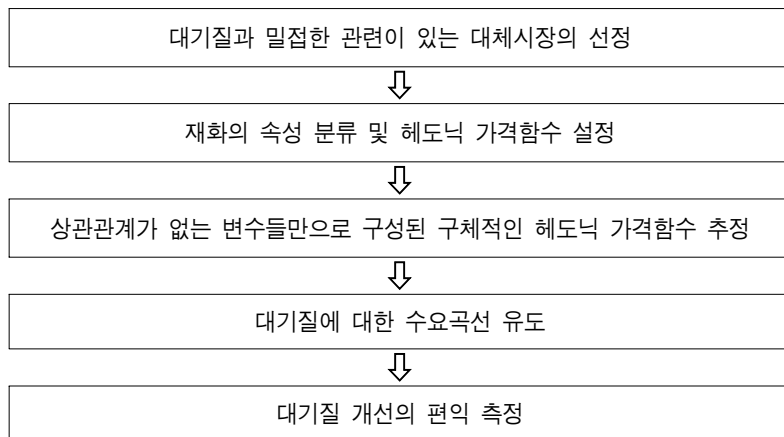 대기질과 밀접한 관련이 있는 대체시장의 선정
재화의 속성 분류 및 헤도닉 가격함수 설정
상관관계가 없는 변수들만으로 구성된 구체적인 헤도닉 가격함수 추정
대기질에 대한 수요곡선 유도
대기질 개선의 편익 측정